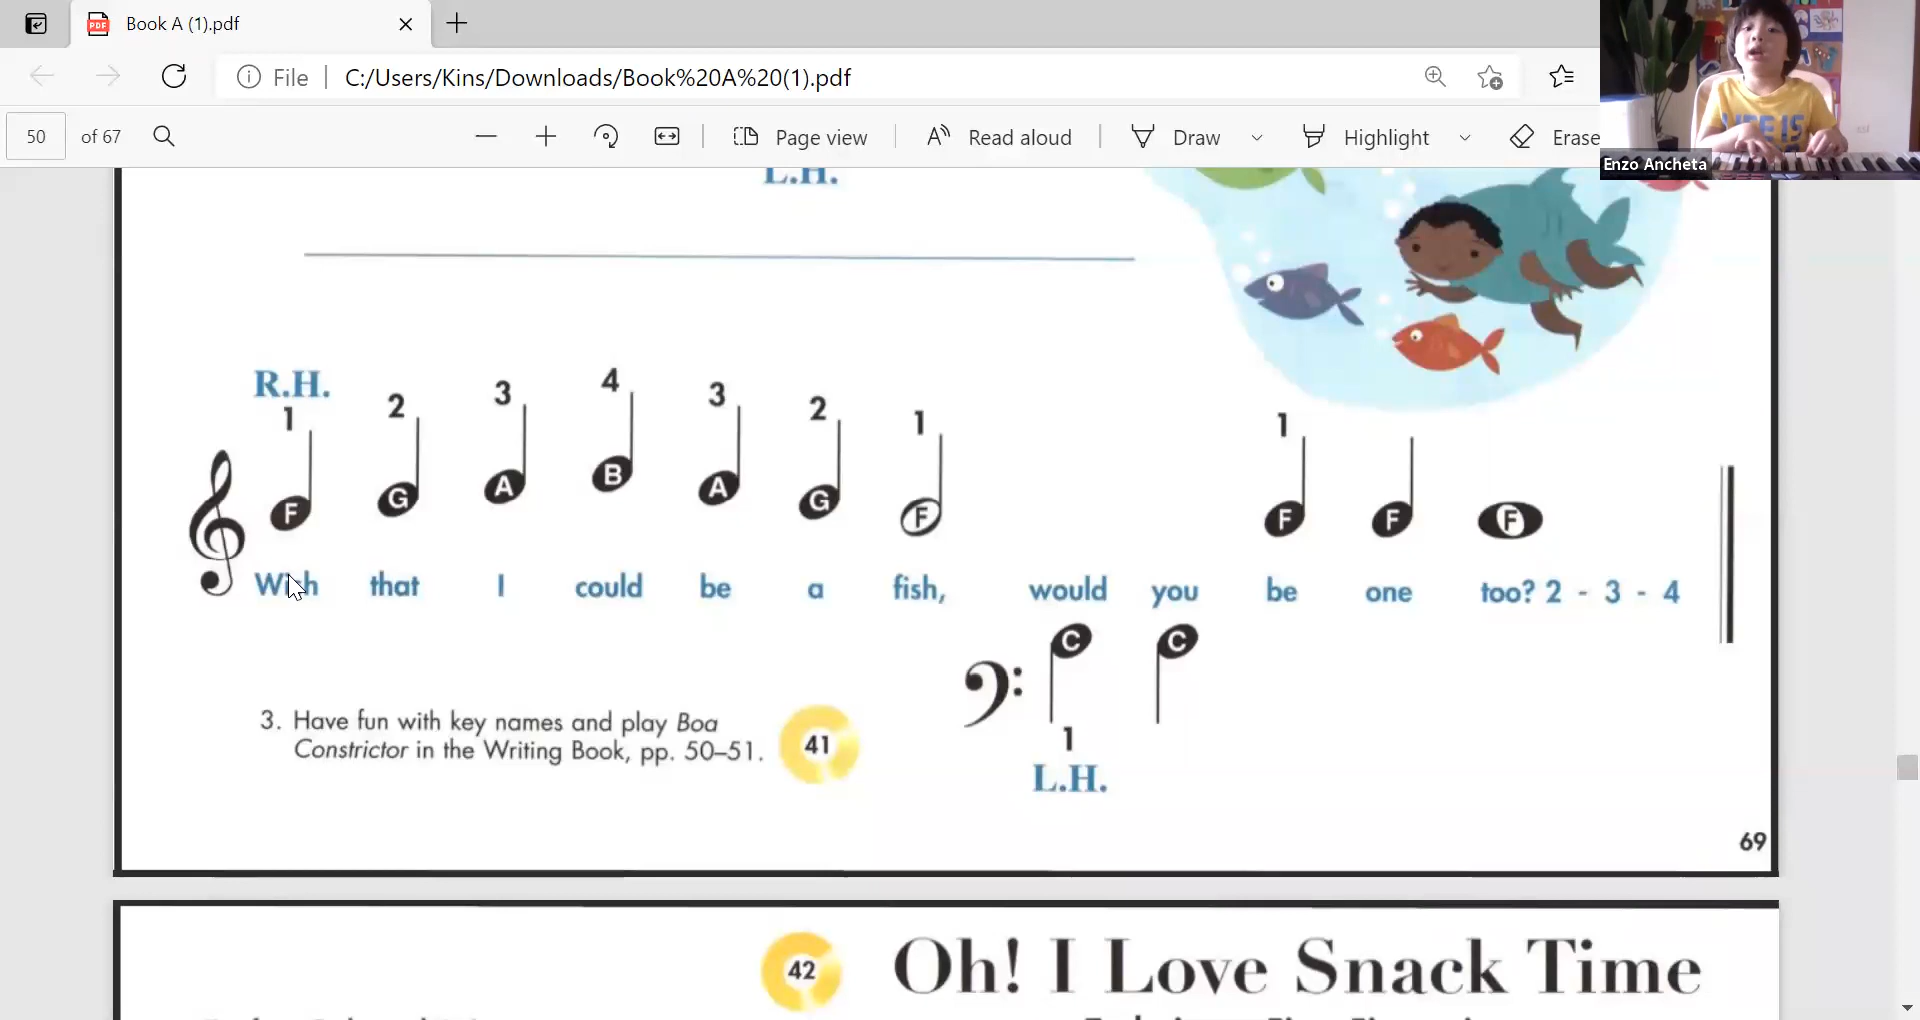 Book A (1).pdf
File | C:/Users/Kins/Downloads/Book%20A%20(1).pdf
50 of 67
Page view
Read aloud
Draw
Highlight
Erase
Enzo Ancheta
L.H.
R.H.
1 2 3 4 3 2 1 1
F G A B A G F F F F
Wish that I could be a fish, would you be one too? 2 - 3 - 4
C C
1
L.H.
3. Have fun with key names and play Boa
Constrictor in the Writing Book, pp. 50–51.
41
69
42
Oh! I Love Snack Time